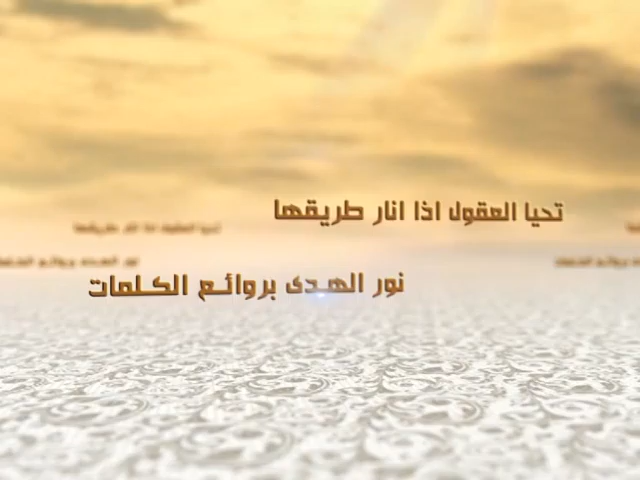 تحيا العقول اذا انار طريقها
نور الهدى بروائع الكلمات